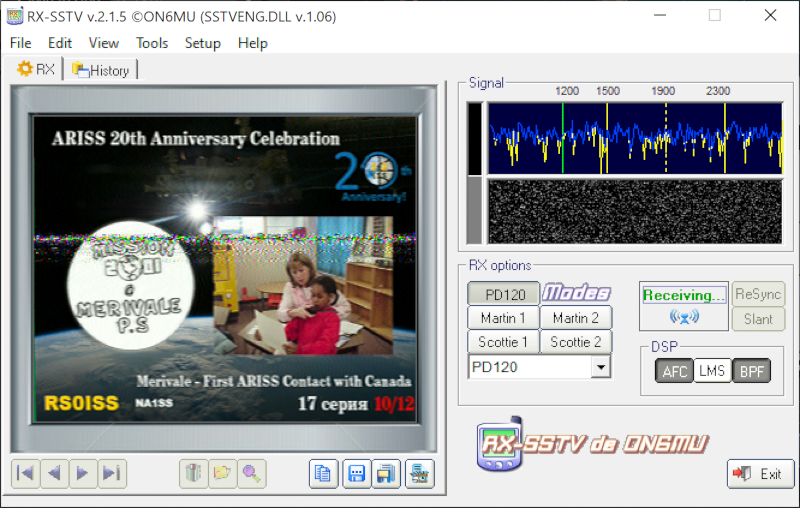 RX-SSTV v.2.1.5 ©ON6MU (SSTVENG.DLL v.1.06)
File Edit View Tools Setup Help
RX History
ARISS 20th Anniversary Celebration
20th
Anniversary!
MISSION
2001
@
MERIVALE
P.S
Merivale - First ARISS Contact with Canada
RS0ISS NA1SS 17 серия 10/12
Signal
1200 1500 1900 2300
RX options
PD120 Modes
Martin 1 Martin 2
Scottie 1 Scottie 2
PD120
Receiving...
ReSync
Slant
DSP
AFC LMS BPF
RX-SSTV de ON6MU
Exit